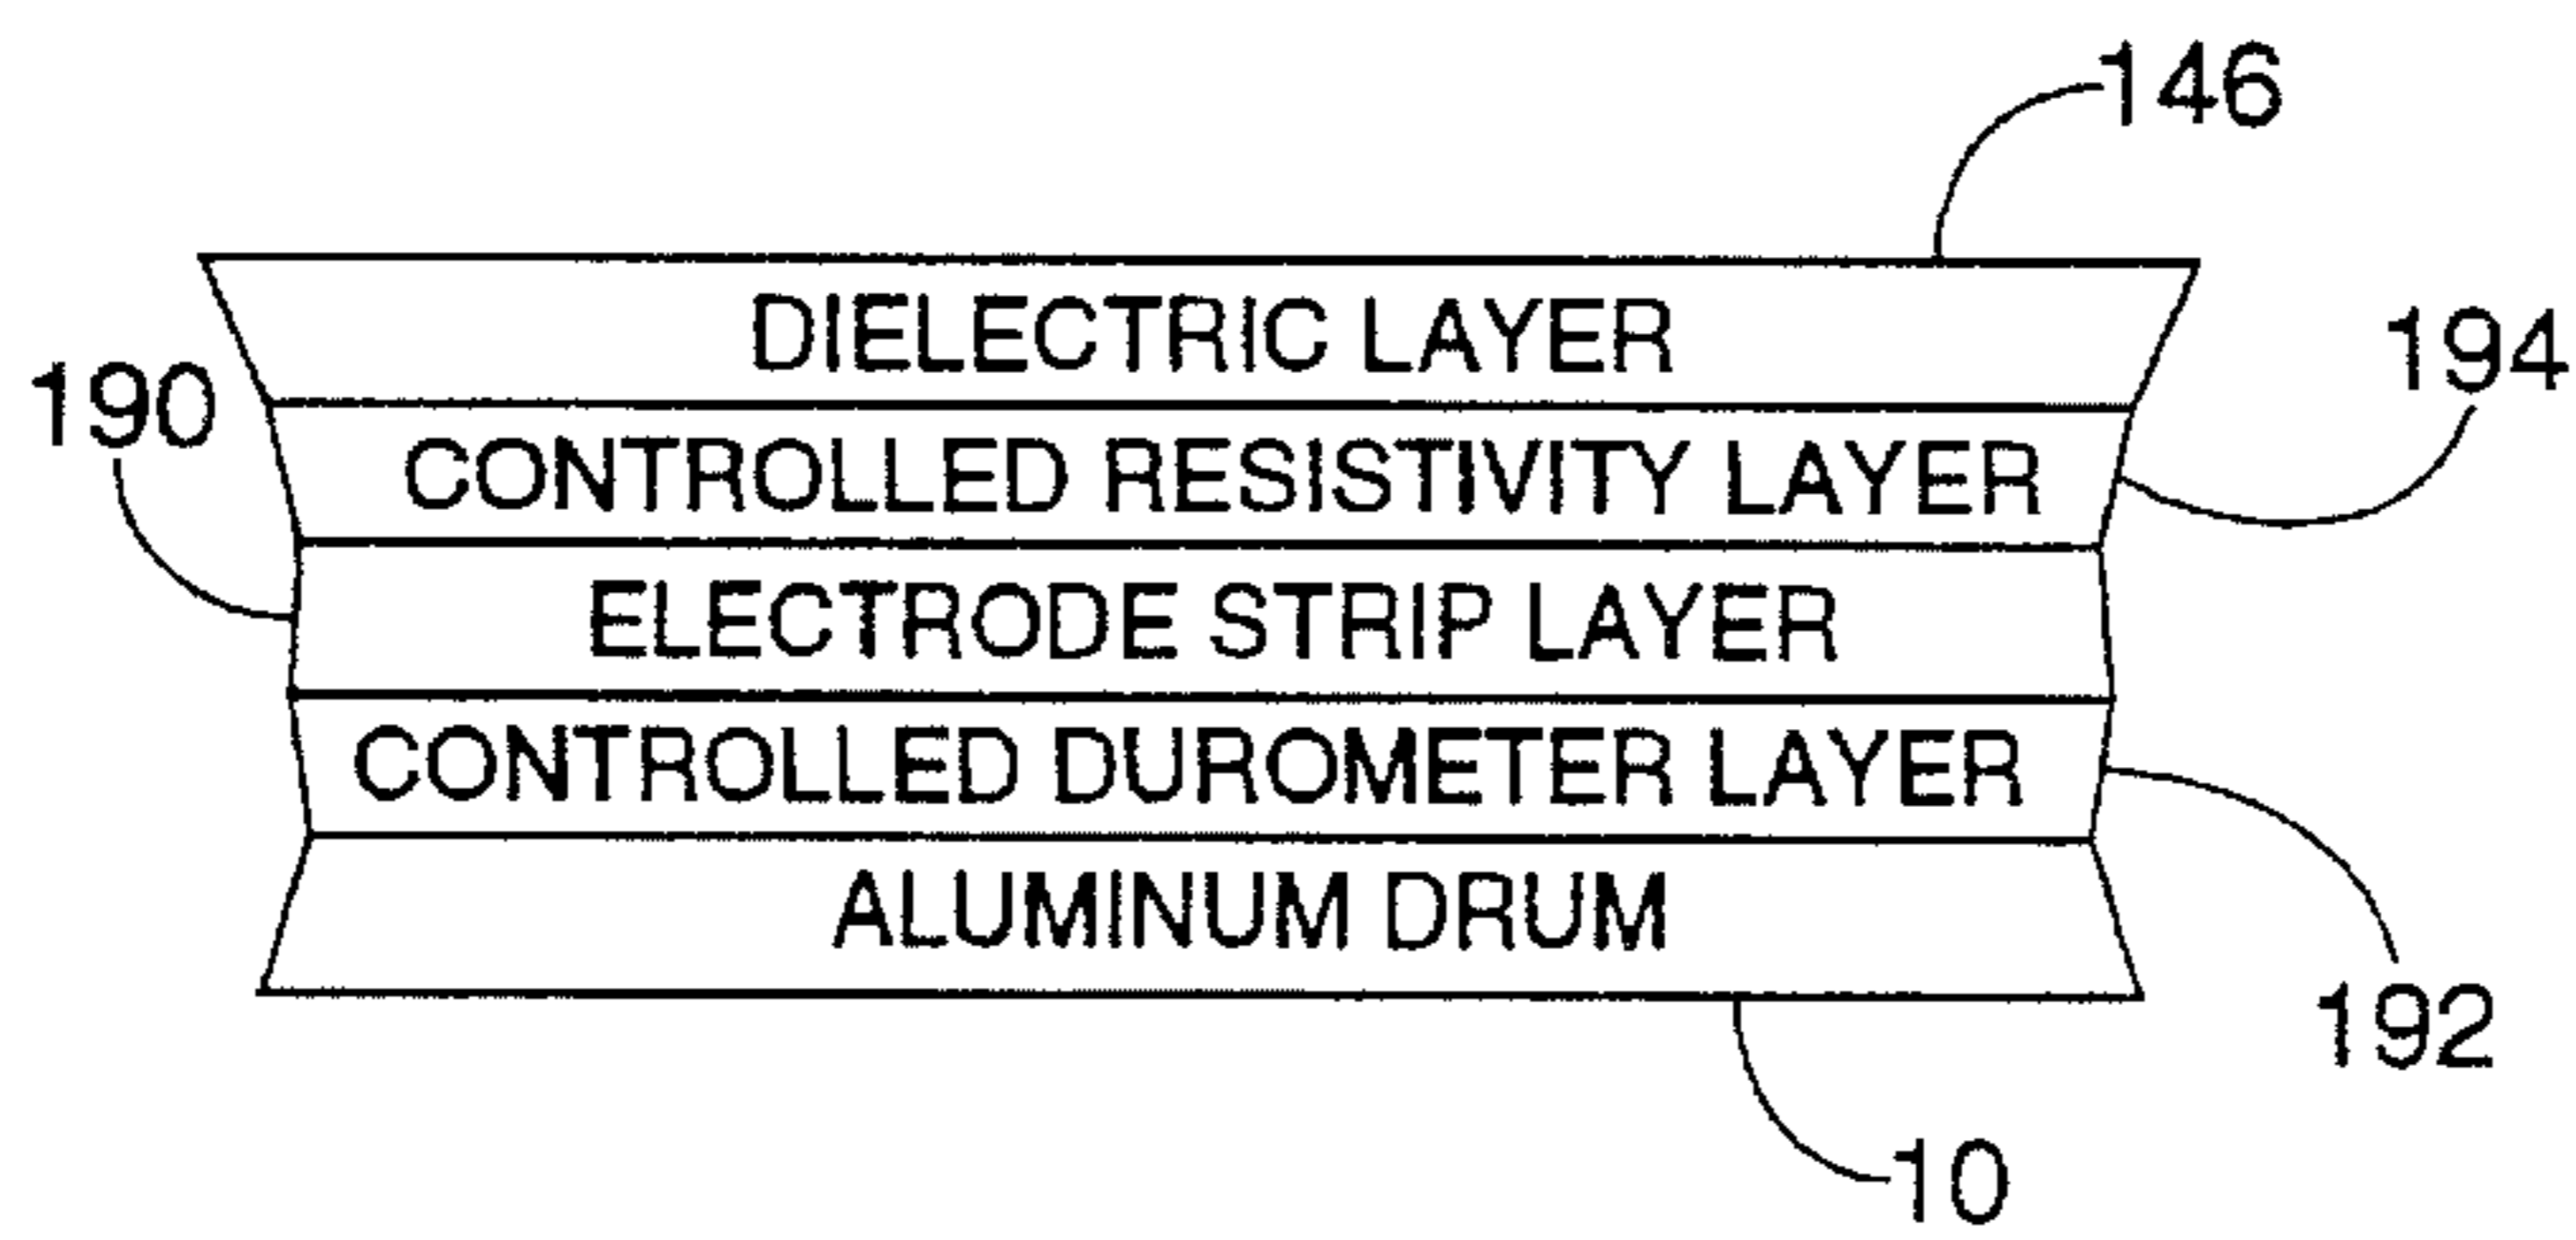 146
DIELECTRIC LAYER
194
190
CONTROLLED RESISTIVITY LAYER
ELECTRODE STRIP LAYER
CONTROLLED DUROMETER LAYER
ALUMINUM DRUM
192
10